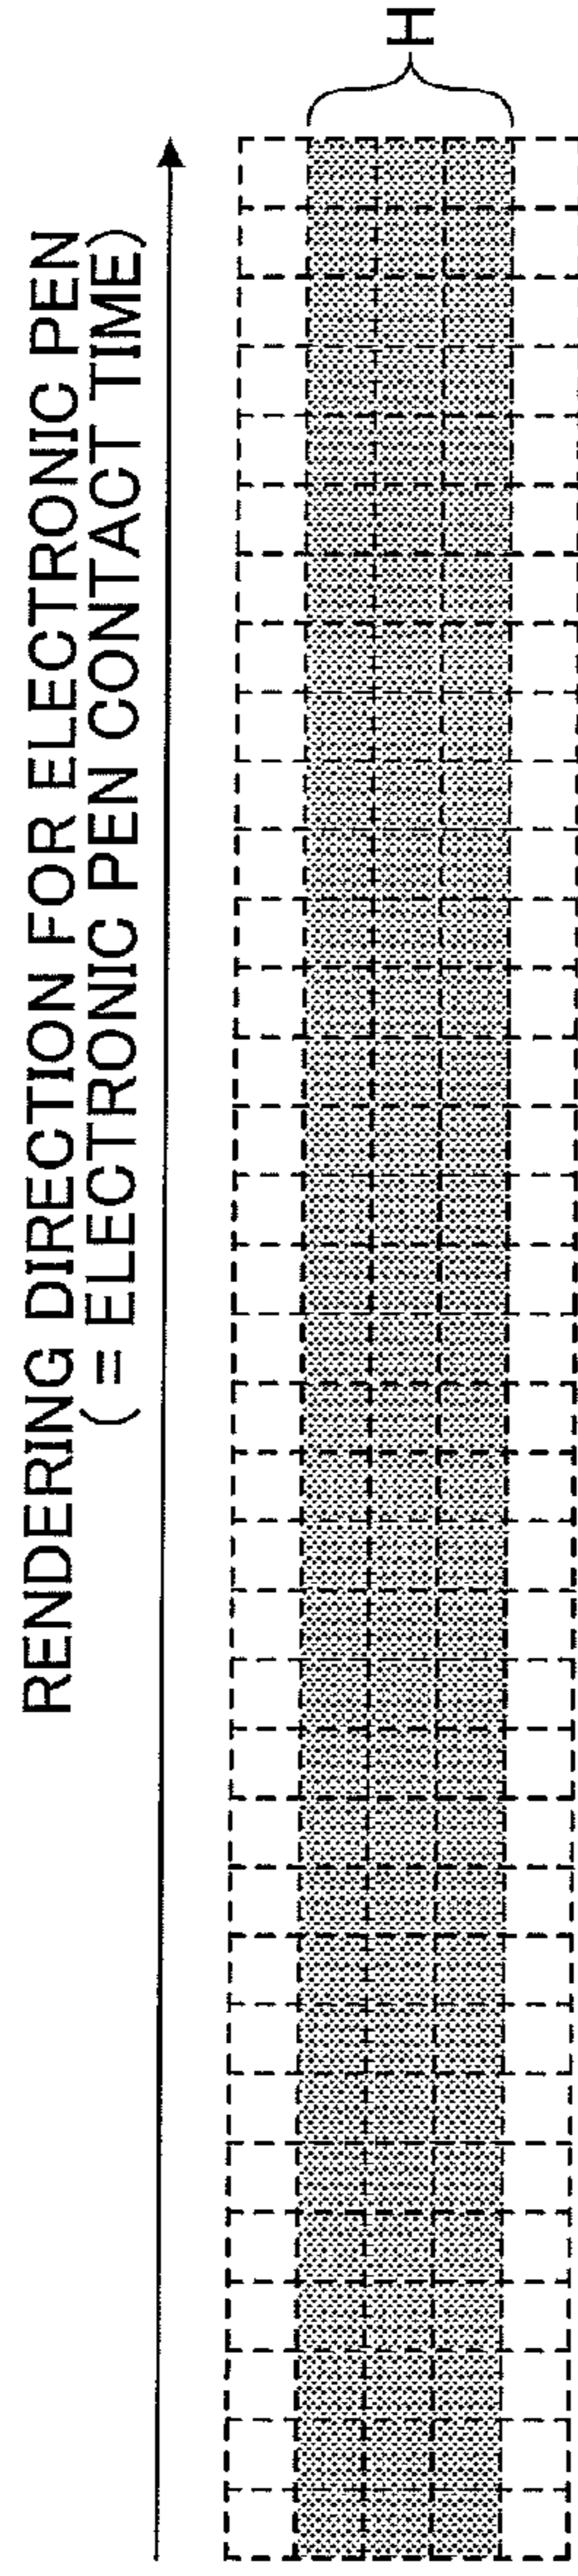 RENDERING DIRECTION FOR ELECTRONIC PEN
( = ELECTRONIC PEN CONTACT TIME)
H